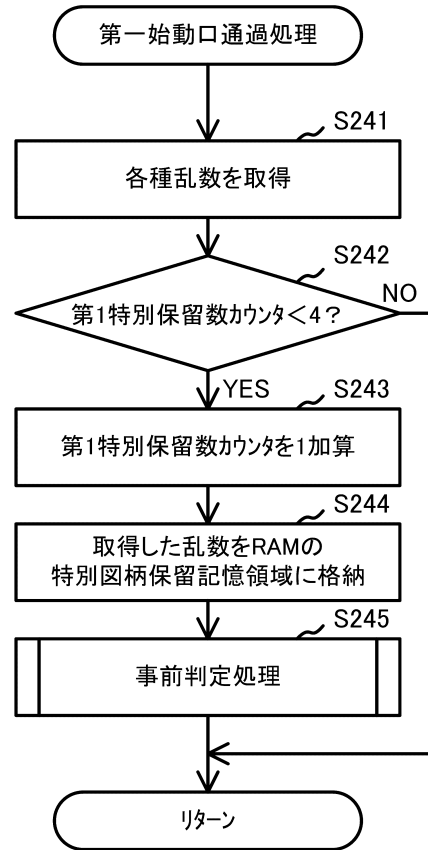 第一始動口通過処理
S241
各種乱数を取得
S242
第1特別保留数カウンタ＜4？
NO
YES
S243
第1特別保留数カウンタを1加算
S244
取得した乱数をRAMの
特別図柄保留記憶領域に格納
S245
事前判定処理
リターン